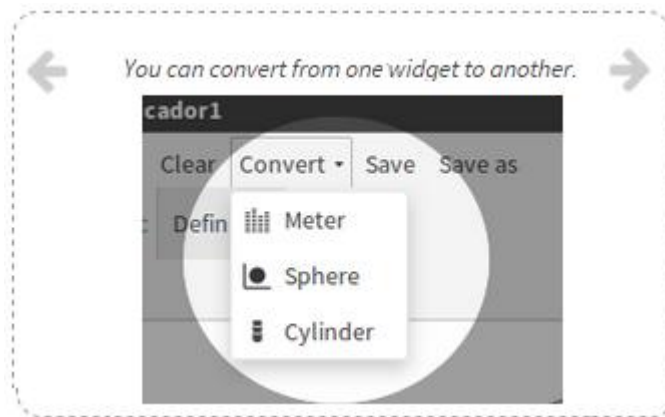 You can convert from one widget to another.
cador1
Clear Convert Save Save as
Defin
Meter
Sphere
Cylinder